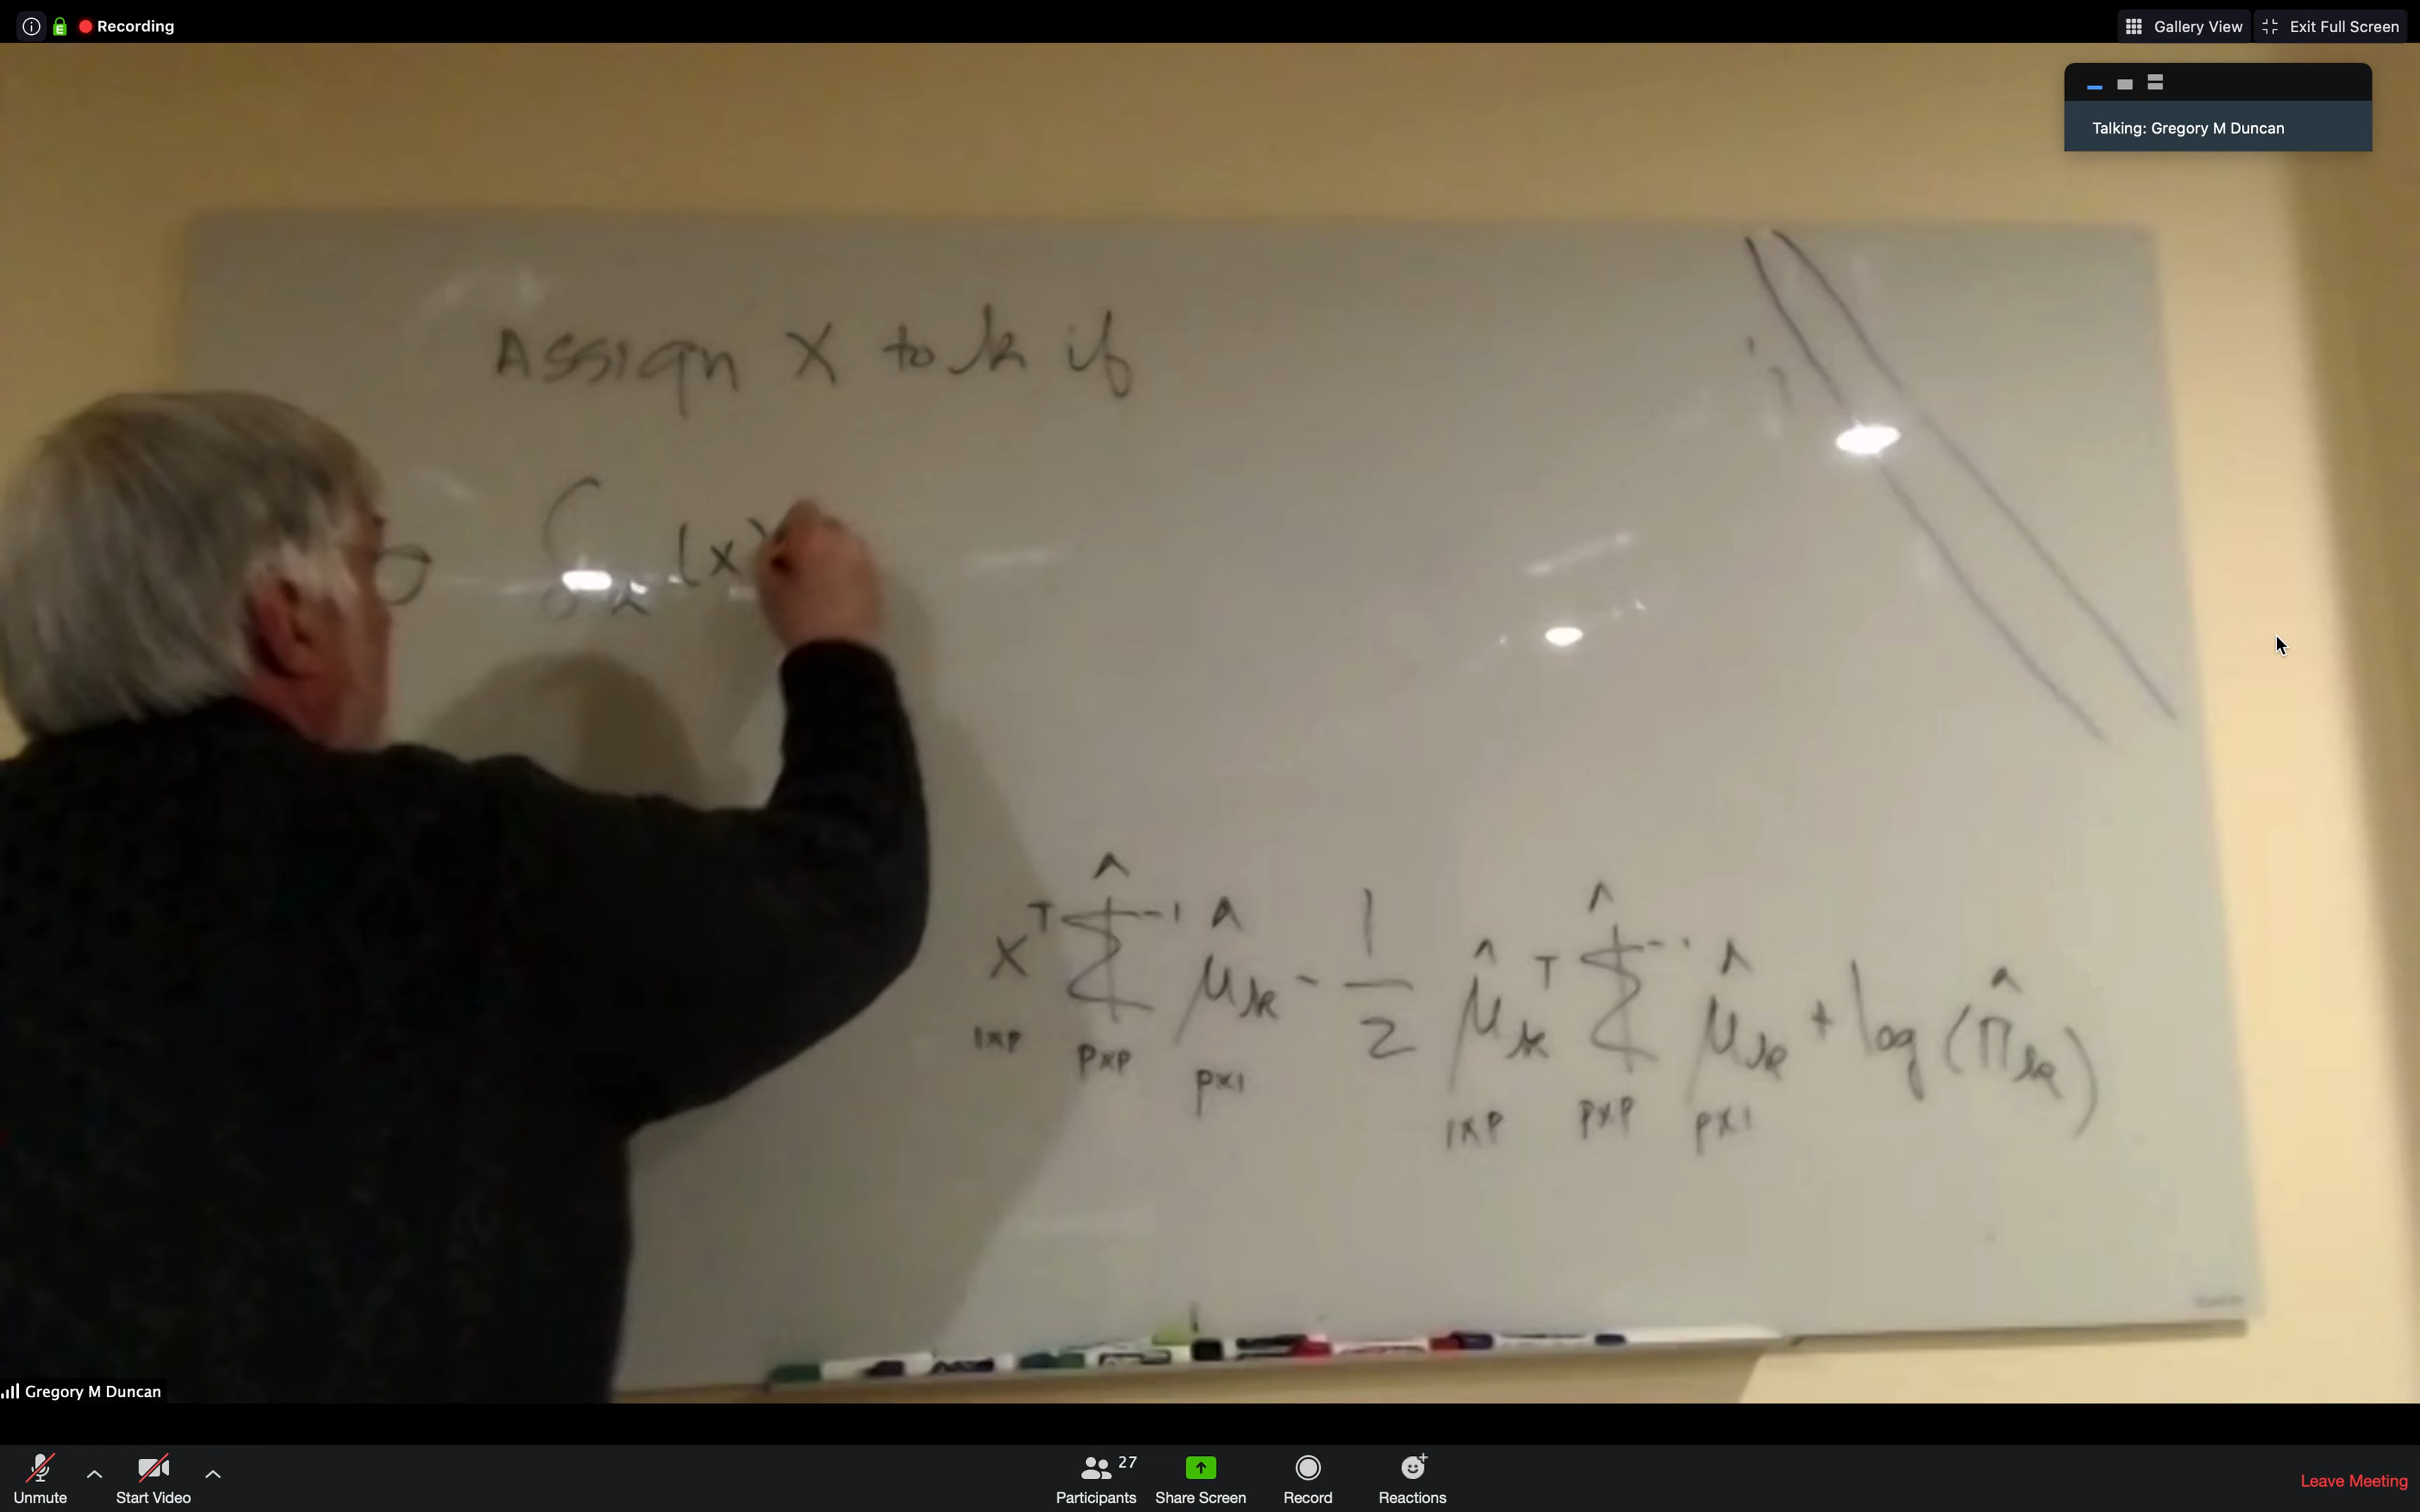 Recording
Gallery View
Exit Full Screen
Talking: Gregory M Duncan
Assign X to k if
δ_k (x)
x^T Σ̂^-1 μ̂_k - 1/2 μ̂_k^T Σ̂^-1 μ̂_k + log(π̂_k)
1xp pxp px1 1xp pxp px1
Gregory M Duncan
Unmute
Start Video
Participants 27
Share Screen
Record
Reactions
Leave Meeting